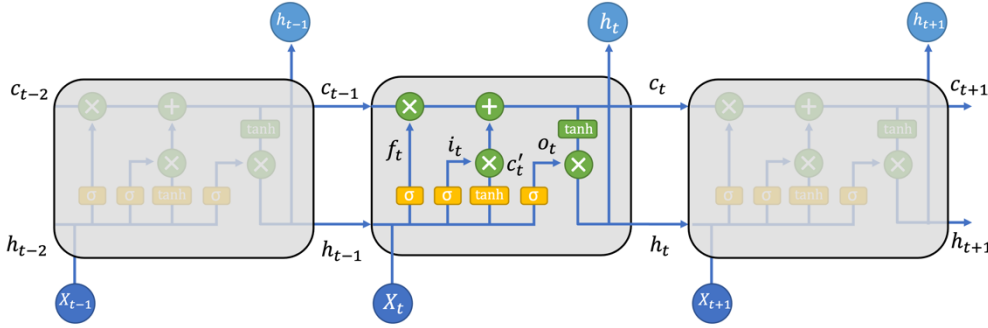 h_{t-1} h_t h_{t+1}
c_{t-2} c_{t-1} c_t c_{t+1}
× + × + × +
tanh tanh tanh
f_t i_t o_t
× × × × × ×
c'_t
σ σ tanh σ σ σ tanh σ σ σ tanh σ
h_{t-2} h_{t-1} h_t h_{t+1}
X_{t-1} X_t X_{t+1}